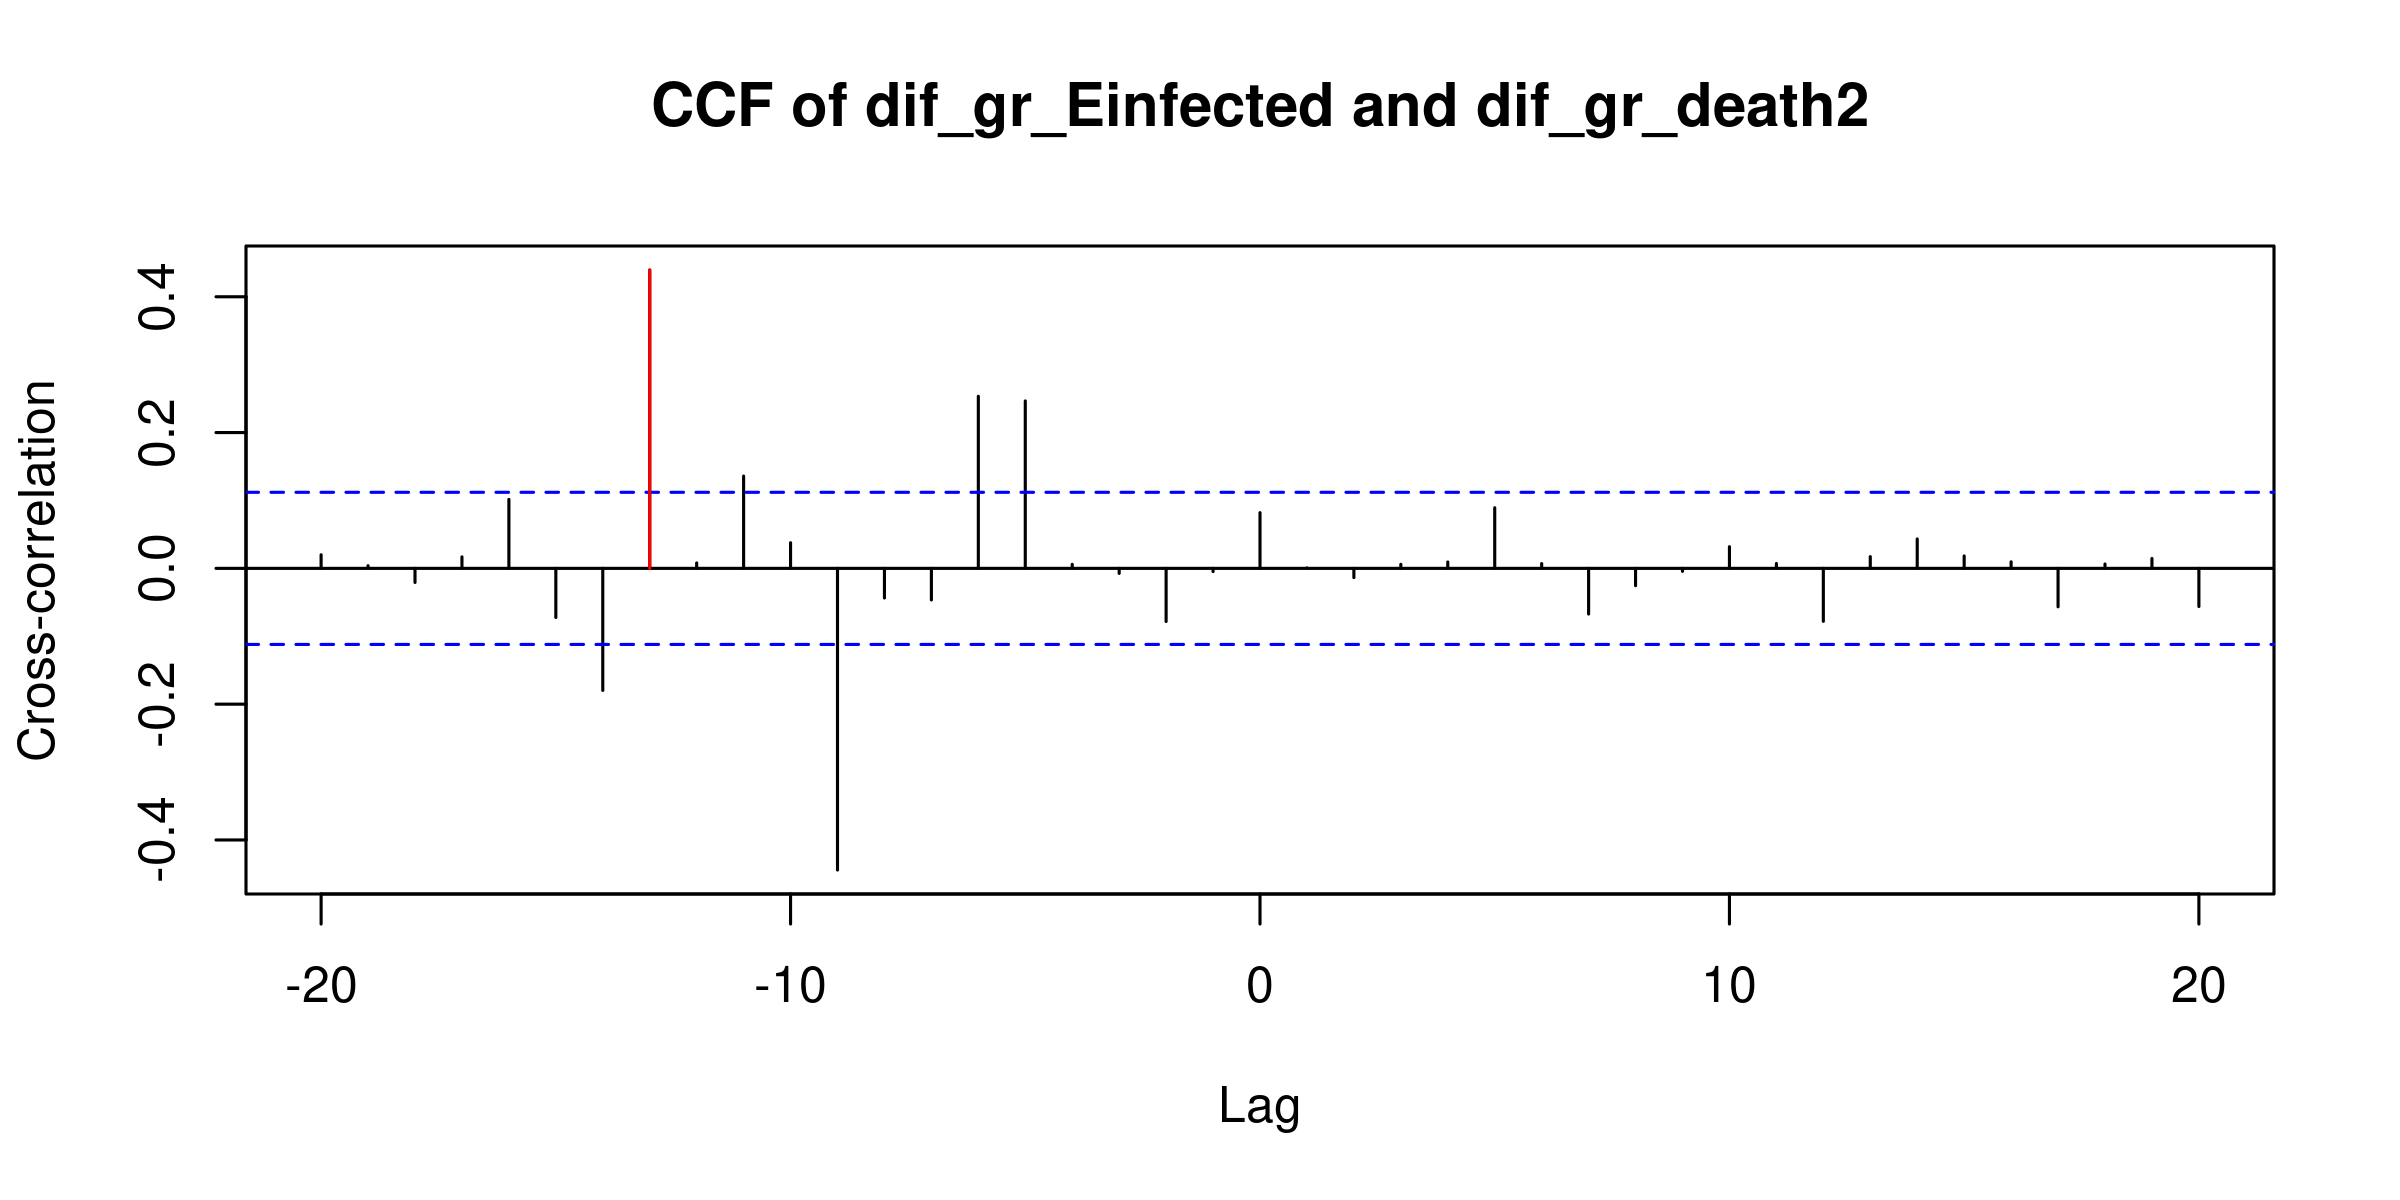 CCF of dif_gr_Einfected and dif_gr_death2
Cross-correlation
0.4
0.2
0.0
-0.2
-0.4
-20 -10 0 10 20
Lag